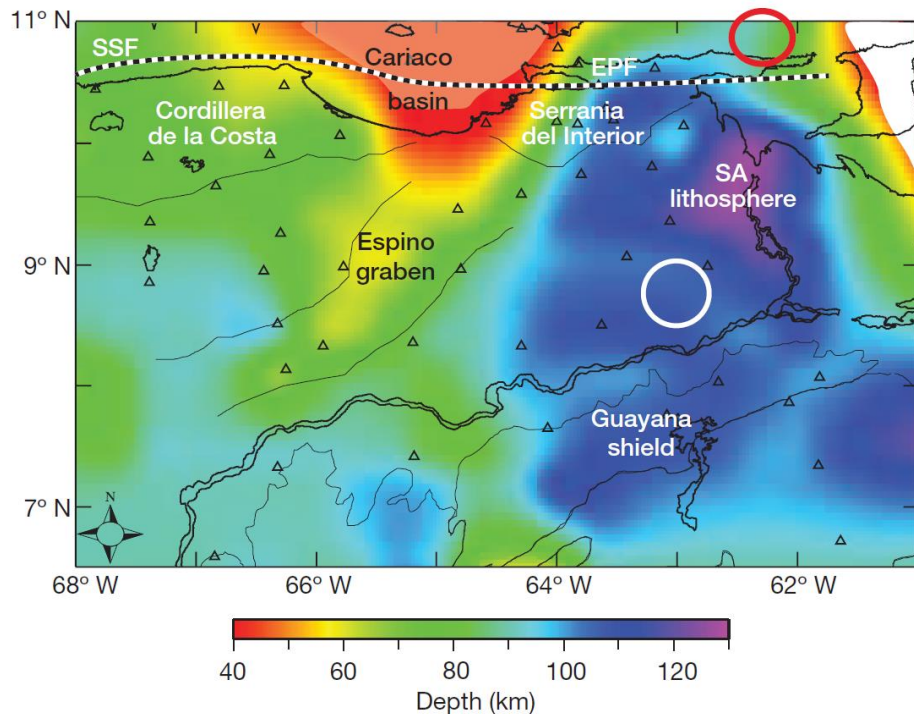 11° N
SSF
Cariaco
basin
EPF
Cordillera
de la Costa
Serrania
del Interior
SA
lithosphere
9° N
Espino
graben
Guayana
shield
7° N
N
68° W
66° W
64° W
62° W
40
60
80
100
120
Depth (km)